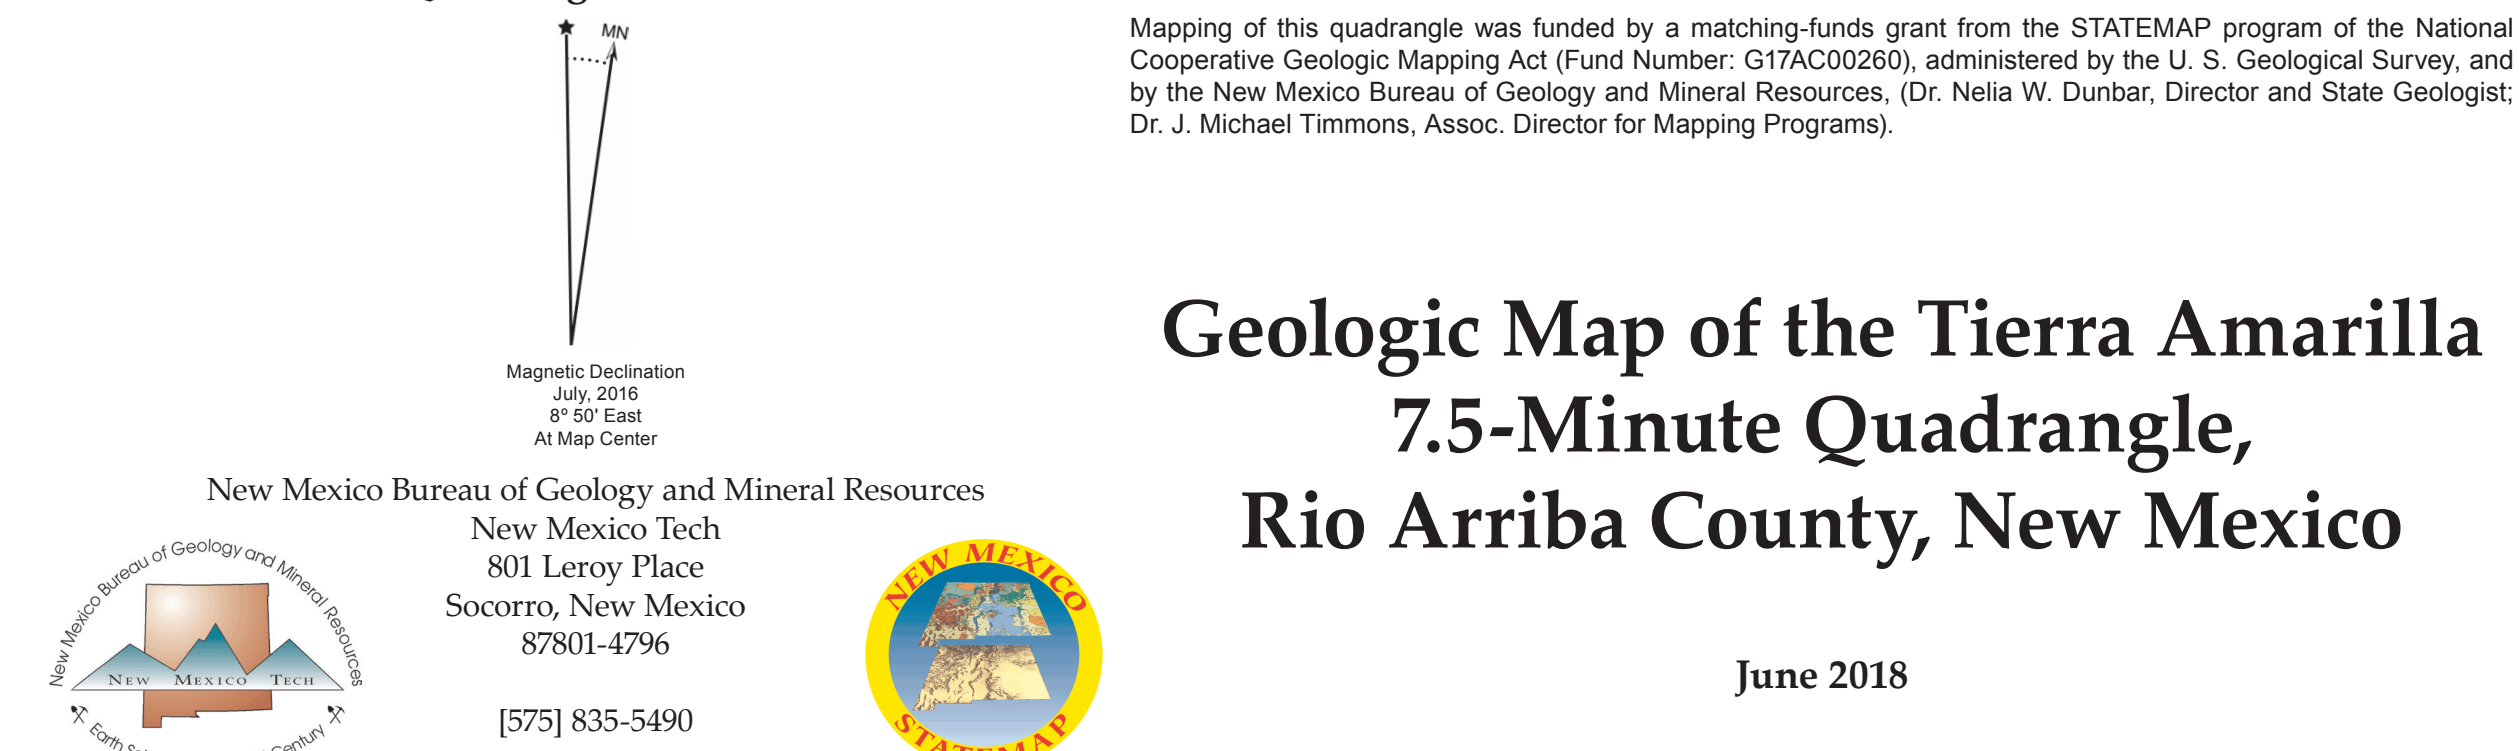 MN
Magnetic Declination
July, 2016
8º 50' East
At Map Center
New Mexico Bureau of Geology and Mineral Resources
New Mexico Tech
801 Leroy Place
Socorro, New Mexico
87801-4796
[575] 835-5490
New Mexico Bureau of Geology and Mineral Resources
NEW MEXICO TECH
Earth
Century
NEW MEXICO
STATEMAP
Mapping of this quadrangle was funded by a matching-funds grant from the STATEMAP program of the National
Cooperative Geologic Mapping Act (Fund Number: G17AC00260), administered by the U. S. Geological Survey, and
by the New Mexico Bureau of Geology and Mineral Resources, (Dr. Nelia W. Dunbar, Director and State Geologist;
Dr. J. Michael Timmons, Assoc. Director for Mapping Programs).
Geologic Map of the Tierra Amarilla
7.5-Minute Quadrangle,
Rio Arriba County, New Mexico
June 2018